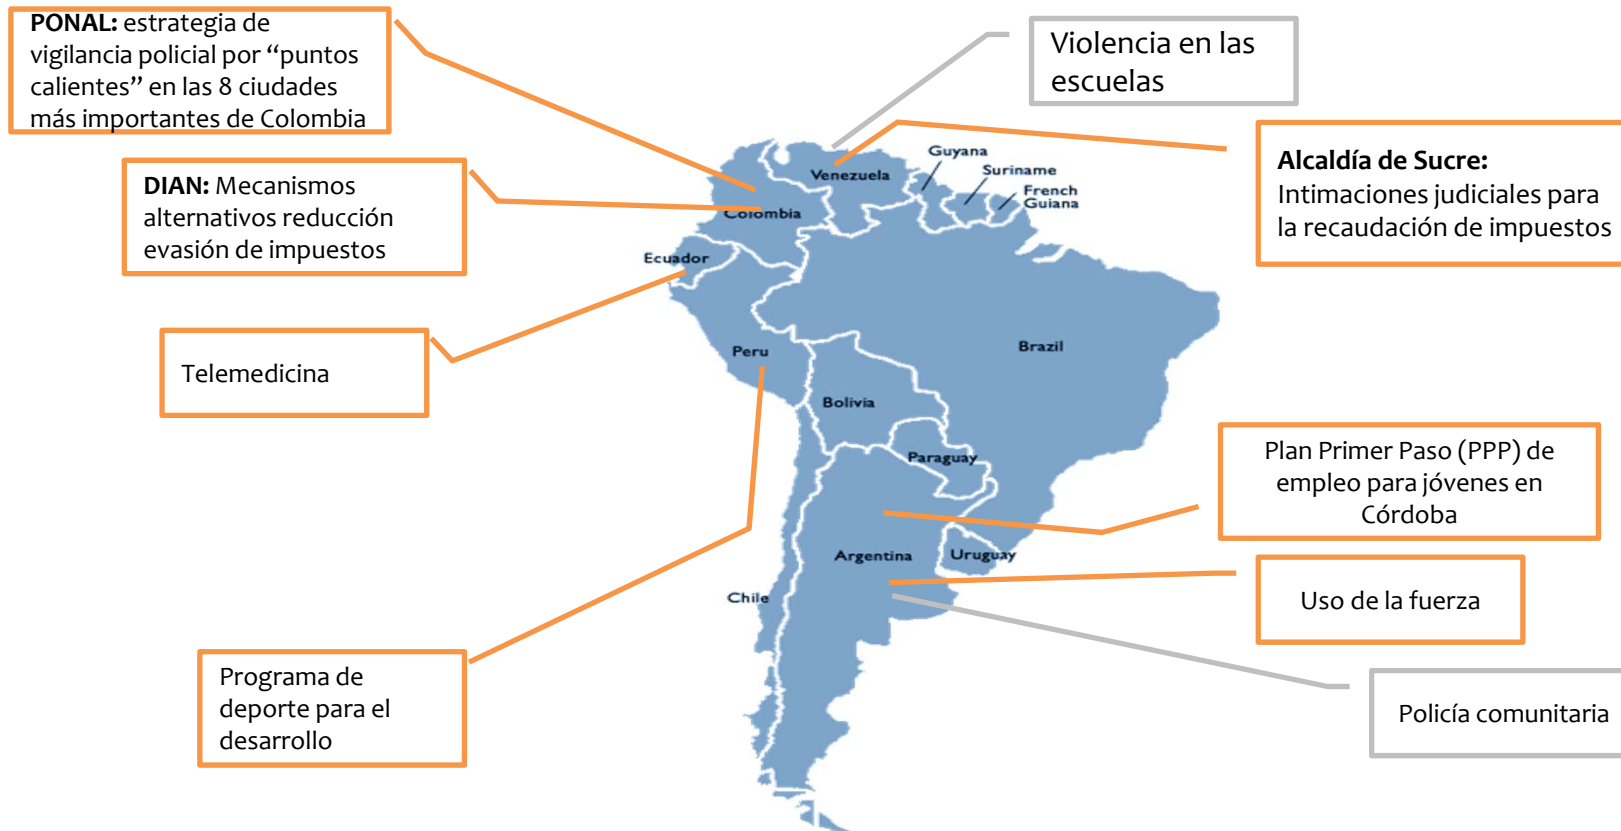 PONAL: estrategia de
vigilancia policial por “puntos
calientes” en las 8 ciudades
más importantes de Colombia
Violencia en las
escuelas
Alcaldía de Sucre:
Intimaciones judiciales para
la recaudación de impuestos
DIAN: Mecanismos
alternativos reducción
evasión de impuestos
Guyana
Suriname
French
Guiana
Venezuela
Colombia
Ecuador
Telemedicina
Peru
Brazil
Bolivia
Paraguay
Plan Primer Paso (PPP) de
empleo para jóvenes en
Córdoba
Argentina
Uruguay
Chile
Uso de la fuerza
Programa de
deporte para el
desarrollo
Policía comunitaria